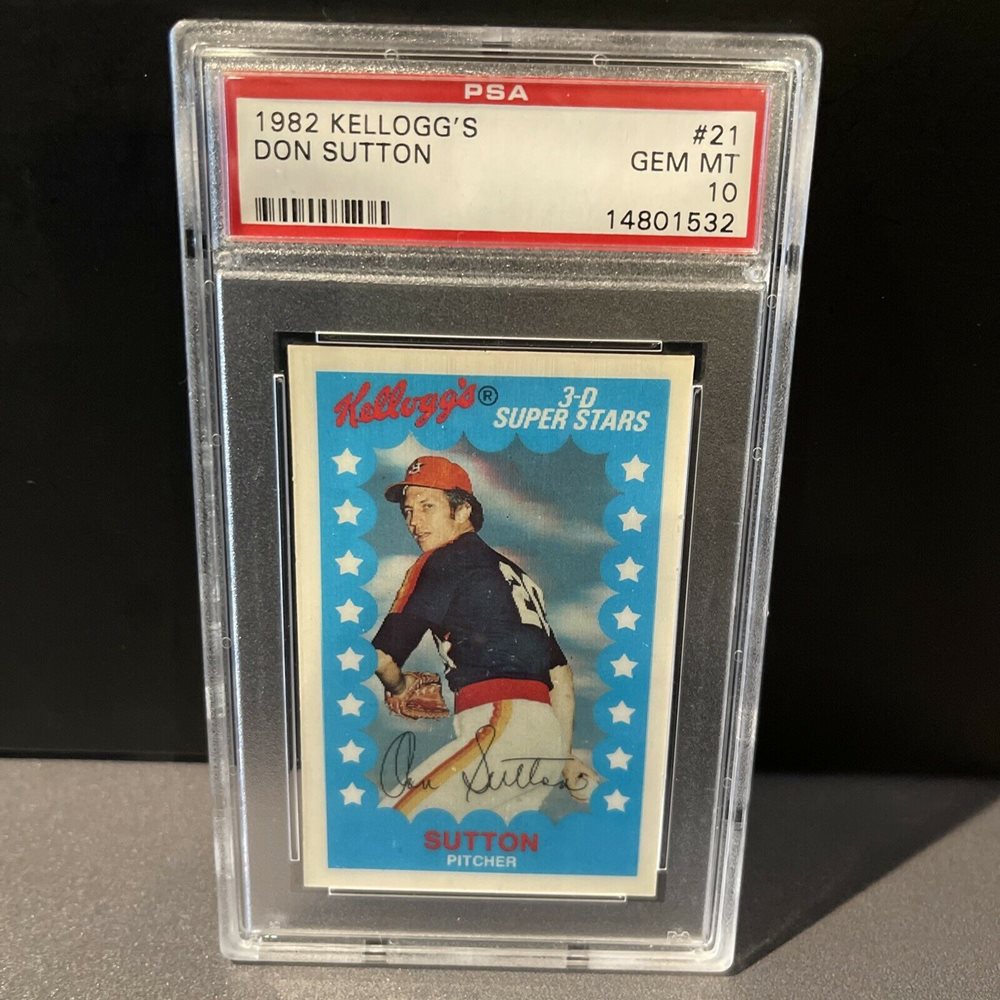 PSA
1982 KELLOGG'S
#21
DON SUTTON
GEM MT
10
14801532
Kellogg's®
3-D
SUPER STARS
Don Sutton
SUTTON
PITCHER